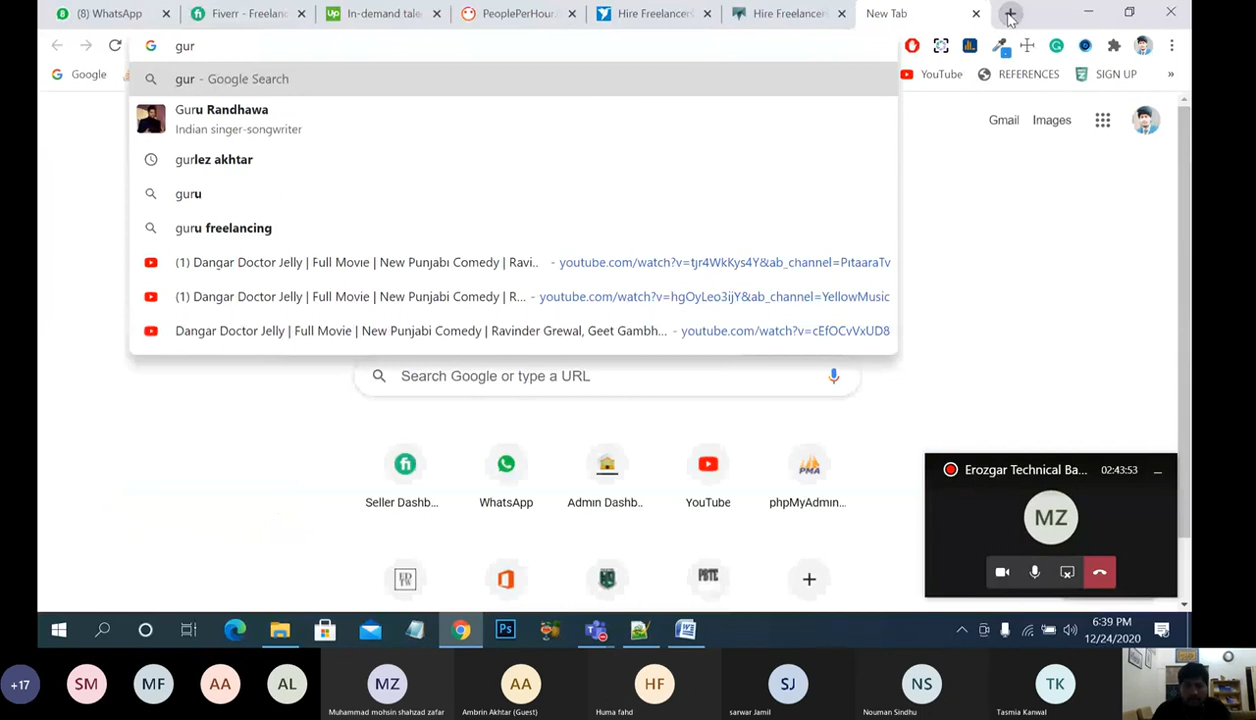 (8) WhatsApp
Fiverr - Freelanc
In-demand tale
PeoplePerHour.
Hire Freelancer
Hire Freelancer
New Tab
gur
Google
YouTube
REFERENCES
SIGN UP
»
gur - Google Search
Guru Randhawa
Indian singer-songwriter
gurlez akhtar
guru
guru freelancing
(1) Dangar Doctor Jelly | Full Movie | New Punjabi Comedy | Ravi.. - youtube.com/watch?v=tjr4WkKys4Y&ab_channel=PitaaraTv
(1) Dangar Doctor Jelly | Full Movie | New Punjabi Comedy | R... - youtube.com/watch?v=hgOyLeo3ijY&ab_channel=YellowMusic
Dangar Doctor Jelly | Full Movie | New Punjabi Comedy | Ravinder Grewal, Geet Gambh... - youtube.com/watch?v=cEfOCvVxUD8
Gmail
Images
Search Google or type a URL
Seller Dashb...
WhatsApp
Admin Dashb..
YouTube
phpMyAdmin...
PMA
PBTE
Erozgar Technical Ba...
02:43:53
MZ
Ps
6:39 PM
12/24/2020
+17
SM
MF
AA
AL
MZ
Muhammad mohsin shahzad zafar
AA
Ambrin Akhtar (Guest)
HF
Huma fahd
SJ
sarwar Jamil
NS
Nouman Sindhu
TK
Tasmia Kanwal